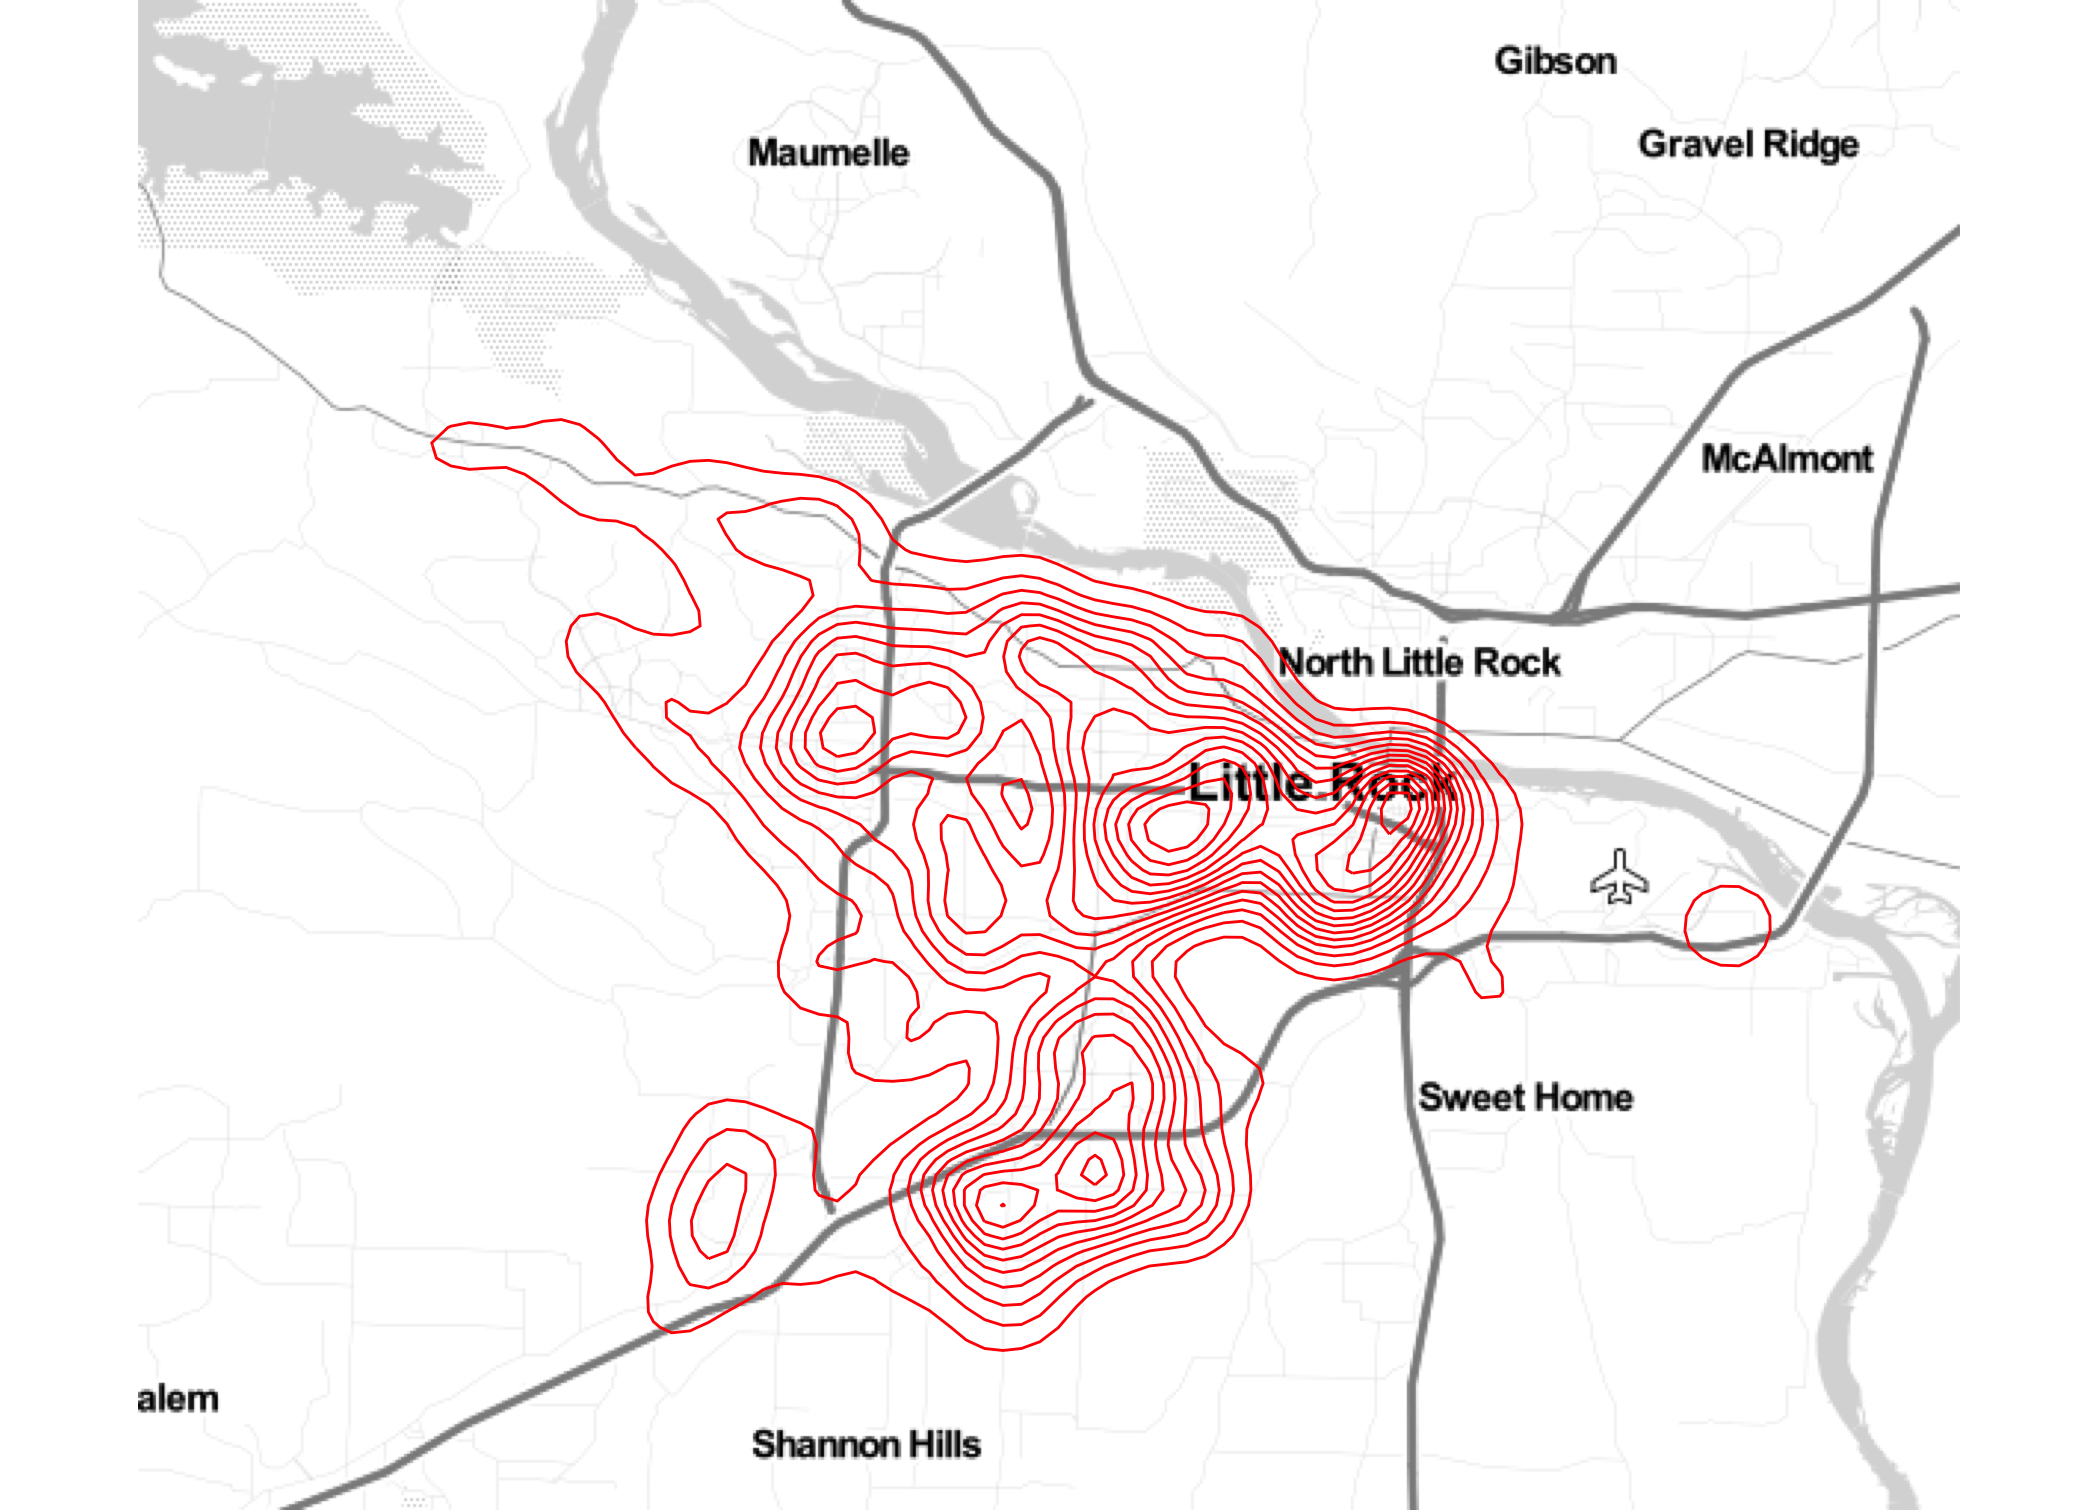 Gibson
Gravel Ridge
Maumelle
McAlmont
North Little Rock
Little Rock
Sweet Home
alem
Shannon Hills